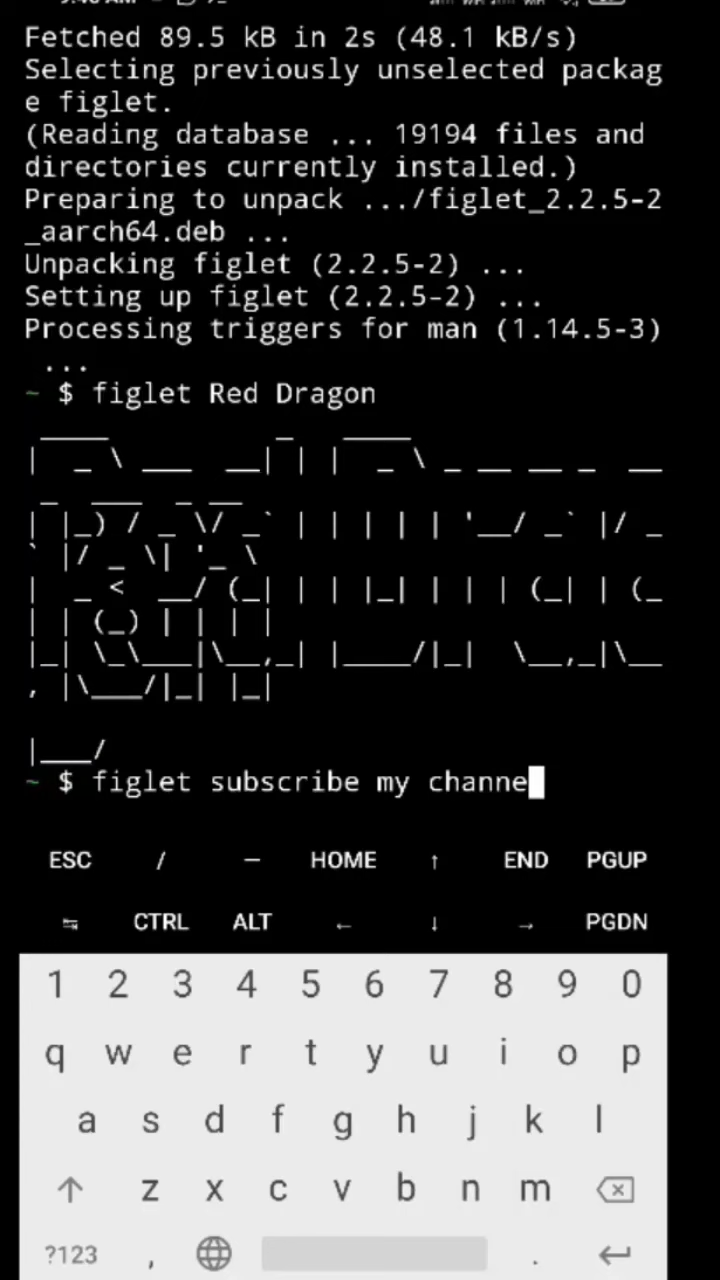 Fetched 89.5 kB in 2s (48.1 kB/s)
Selecting previously unselected packag
e figlet.
(Reading database ... 19194 files and
directories currently installed.)
Preparing to unpack .../figlet_2.2.5-2
_aarch64.deb ...
Unpacking figlet (2.2.5-2) ...
Setting up figlet (2.2.5-2) ...
Processing triggers for man (1.14.5-3)
...
~ $ figlet Red Dragon
~ $ figlet subscribe my channe
ESC / — HOME ↑ END PGUP
↹ CTRL ALT ← ↓ → PGDN
1 2 3 4 5 6 7 8 9 0
q w e r t y u i o p
a s d f g h j k l
z x c v b n m
?123 , .